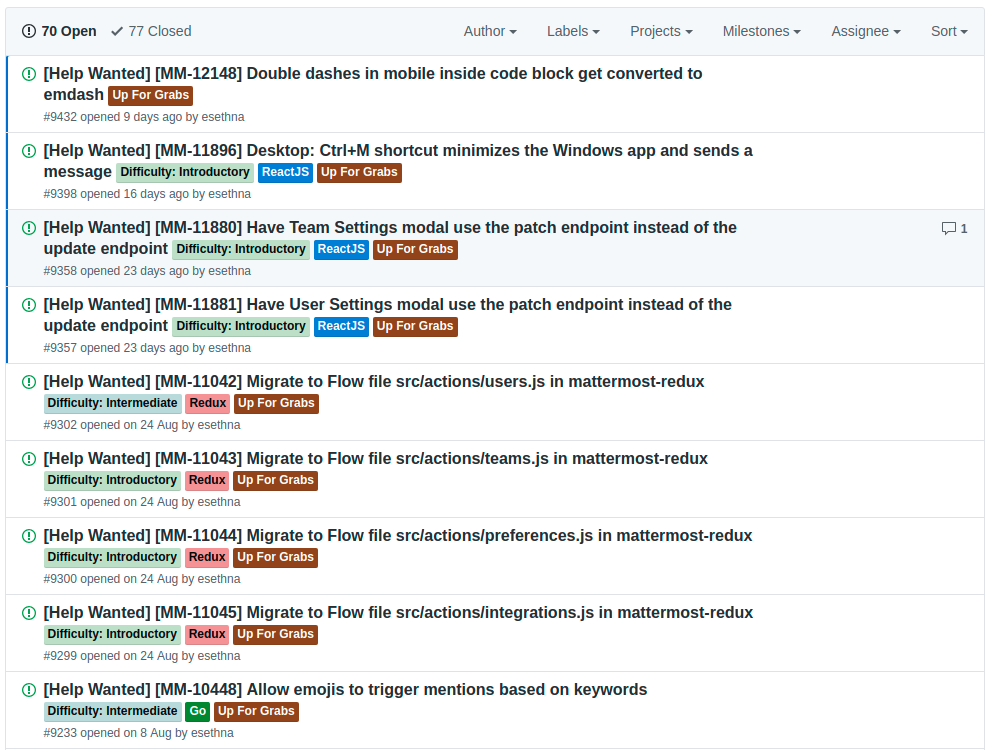 70 Open 77 Closed Author Labels Projects Milestones Assignee Sort
[Help Wanted] [MM-12148] Double dashes in mobile inside code block get converted to
emdash Up For Grabs
#9432 opened 9 days ago by esethna
[Help Wanted] [MM-11896] Desktop: Ctrl+M shortcut minimizes the Windows app and sends a
message Difficulty: Introductory ReactJS Up For Grabs
#9398 opened 16 days ago by esethna
[Help Wanted] [MM-11880] Have Team Settings modal use the patch endpoint instead of the 1
update endpoint Difficulty: Introductory ReactJS Up For Grabs
#9358 opened 23 days ago by esethna
[Help Wanted] [MM-11881] Have User Settings modal use the patch endpoint instead of the
update endpoint Difficulty: Introductory ReactJS Up For Grabs
#9357 opened 23 days ago by esethna
[Help Wanted] [MM-11042] Migrate to Flow file src/actions/users.js in mattermost-redux
Difficulty: Intermediate Redux Up For Grabs
#9302 opened on 24 Aug by esethna
[Help Wanted] [MM-11043] Migrate to Flow file src/actions/teams.js in mattermost-redux
Difficulty: Introductory Redux Up For Grabs
#9301 opened on 24 Aug by esethna
[Help Wanted] [MM-11044] Migrate to Flow file src/actions/preferences.js in mattermost-redux
Difficulty: Introductory Redux Up For Grabs
#9300 opened on 24 Aug by esethna
[Help Wanted] [MM-11045] Migrate to Flow file src/actions/integrations.js in mattermost-redux
Difficulty: Introductory Redux Up For Grabs
#9299 opened on 24 Aug by esethna
[Help Wanted] [MM-10448] Allow emojis to trigger mentions based on keywords
Difficulty: Intermediate Go Up For Grabs
#9233 opened on 8 Aug by esethna